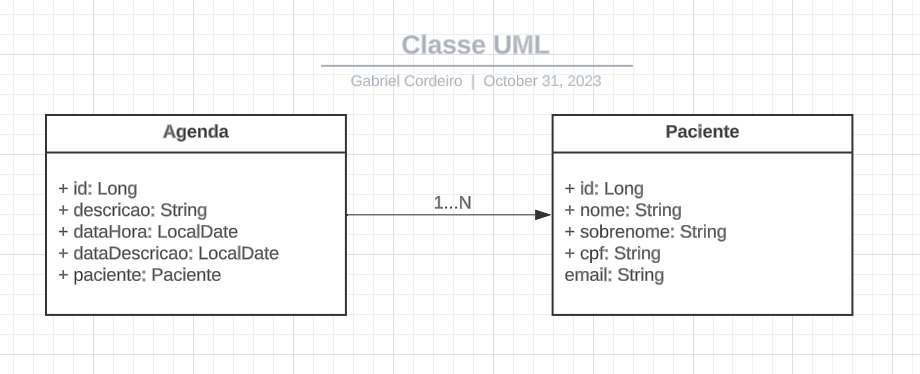 Classe UML
Gabriel Cordeiro | October 31, 2023
Agenda
+ id: Long
+ descricao: String
+ dataHora: LocalDate
+ dataDescricao: LocalDate
+ paciente: Paciente
1...N
Paciente
+ id: Long
+ nome: String
+ sobrenome: String
+ cpf: String
email: String